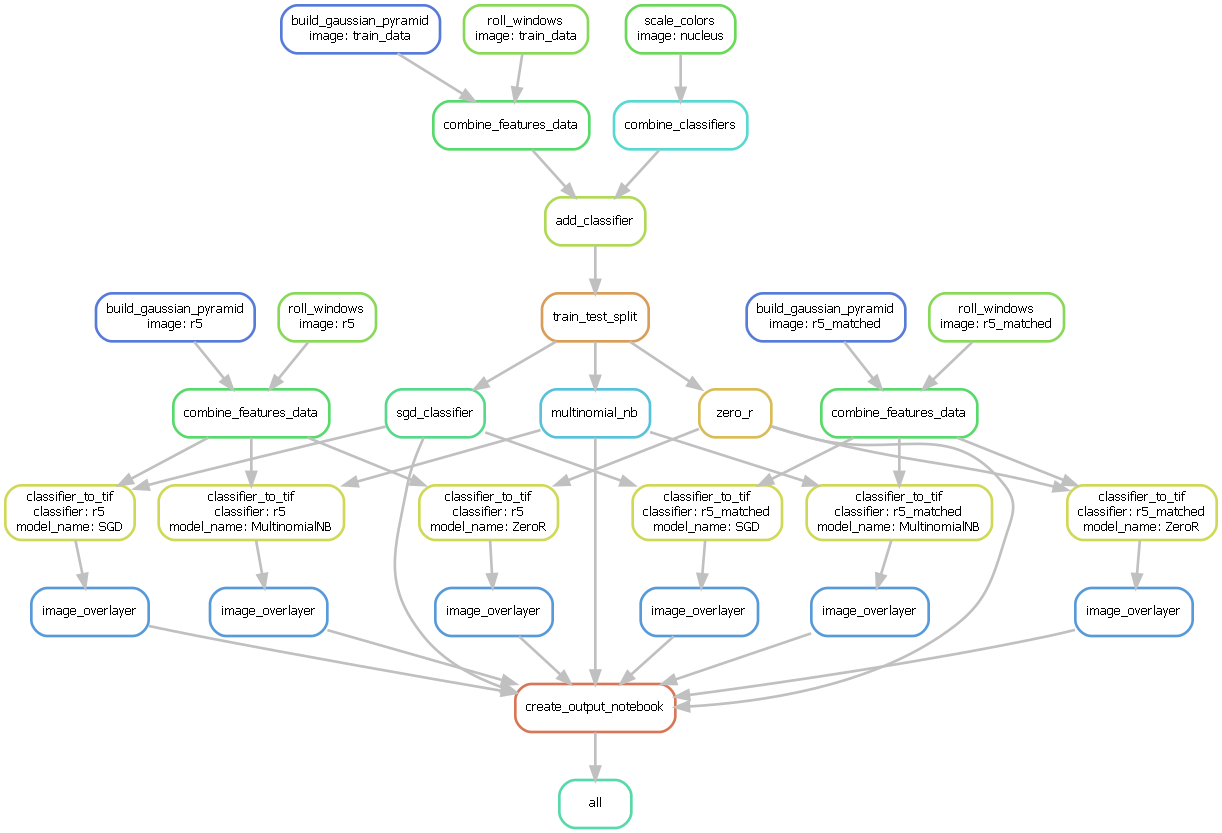 build_gaussian_pyramid
image: train_data
roll_windows
image: train_data
scale_colors
image: nucleus
combine_features_data
combine_classifiers
add_classifier
build_gaussian_pyramid
image: r5
roll_windows
image: r5
train_test_split
build_gaussian_pyramid
image: r5_matched
roll_windows
image: r5_matched
combine_features_data
sgd_classifier
multinomial_nb
zero_r
combine_features_data
classifier_to_tif
classifier: r5
model_name: SGD
classifier_to_tif
classifier: r5
model_name: MultinomialNB
classifier_to_tif
classifier: r5
model_name: ZeroR
classifier_to_tif
classifier: r5_matched
model_name: SGD
classifier_to_tif
classifier: r5_matched
model_name: MultinomialNB
classifier_to_tif
classifier: r5_matched
model_name: ZeroR
image_overlayer
image_overlayer
image_overlayer
image_overlayer
image_overlayer
image_overlayer
create_output_notebook
all